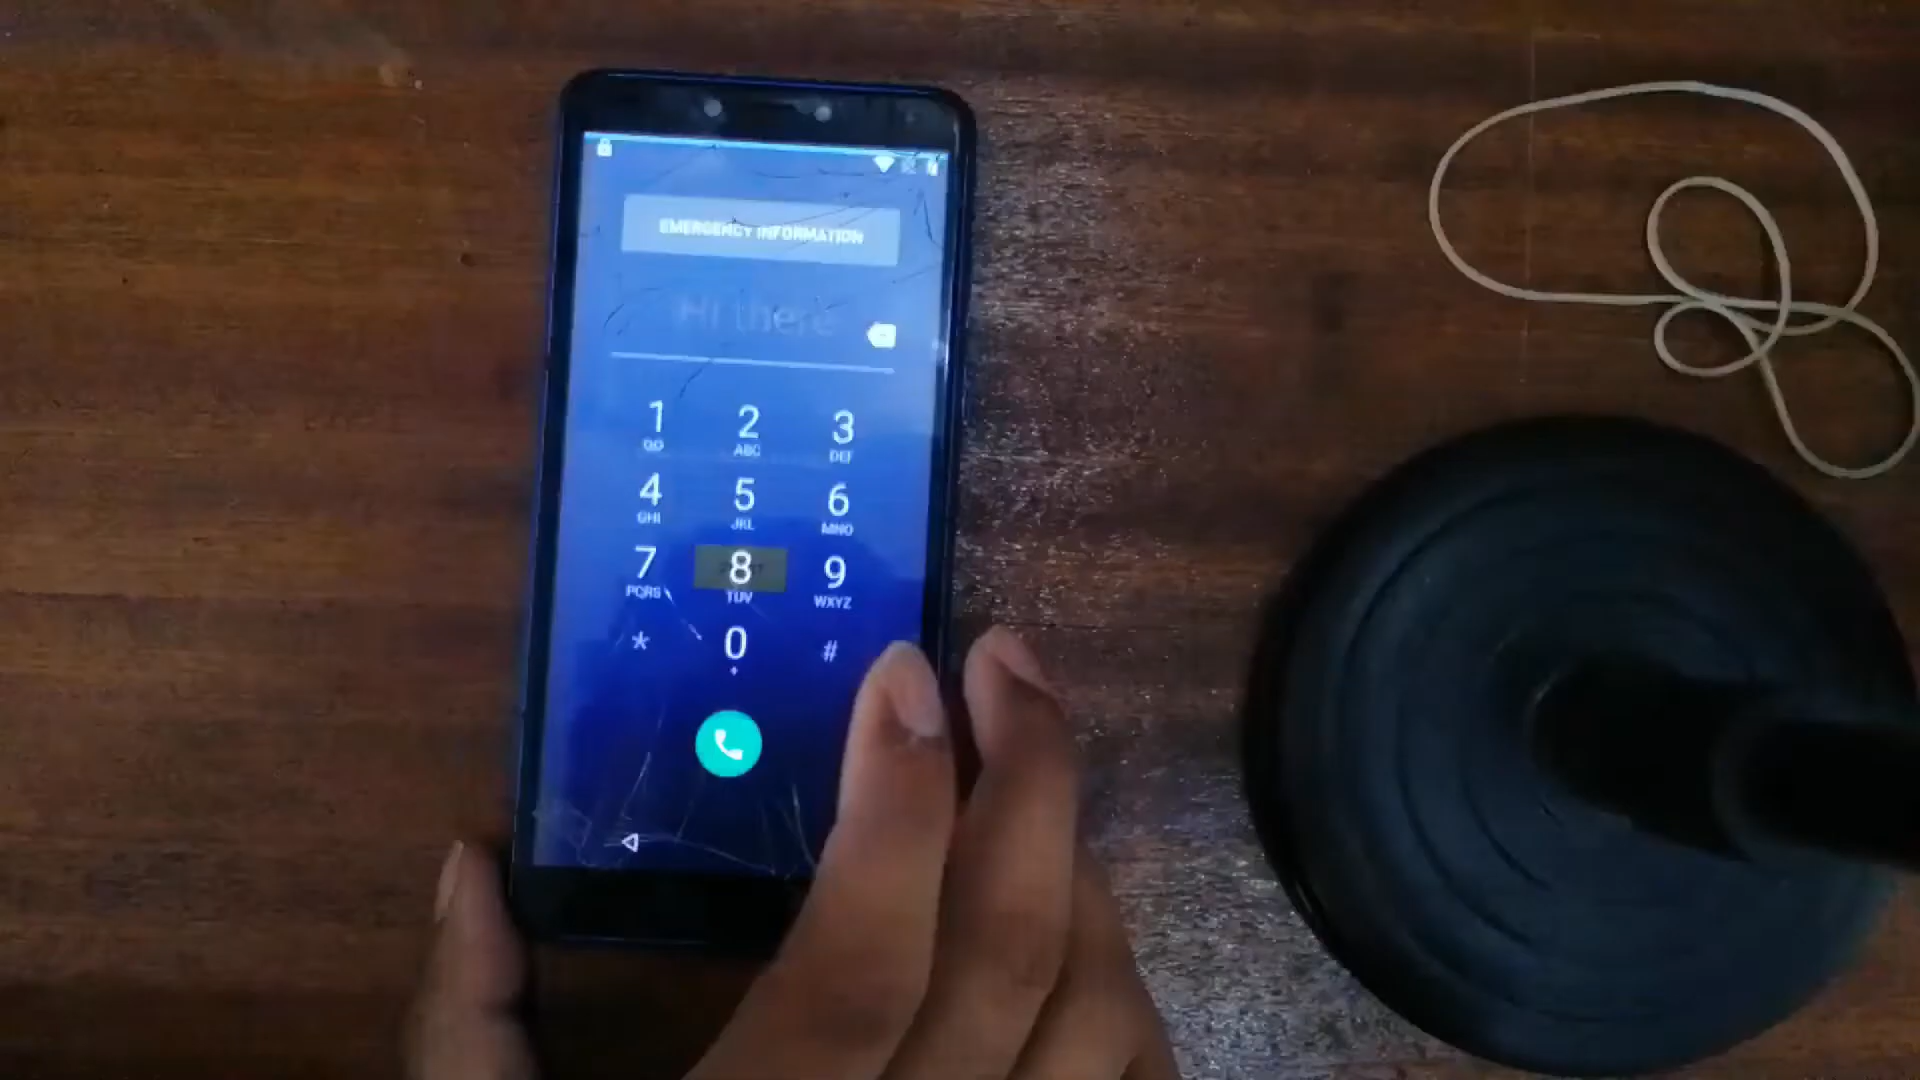 EMERGENCY INFORMATION
Hi there
1 2 3
ABC DEF
4 5 6
GHI JKL MNO
7 8 9
PQRS TUV WXYZ
* 0 #
+